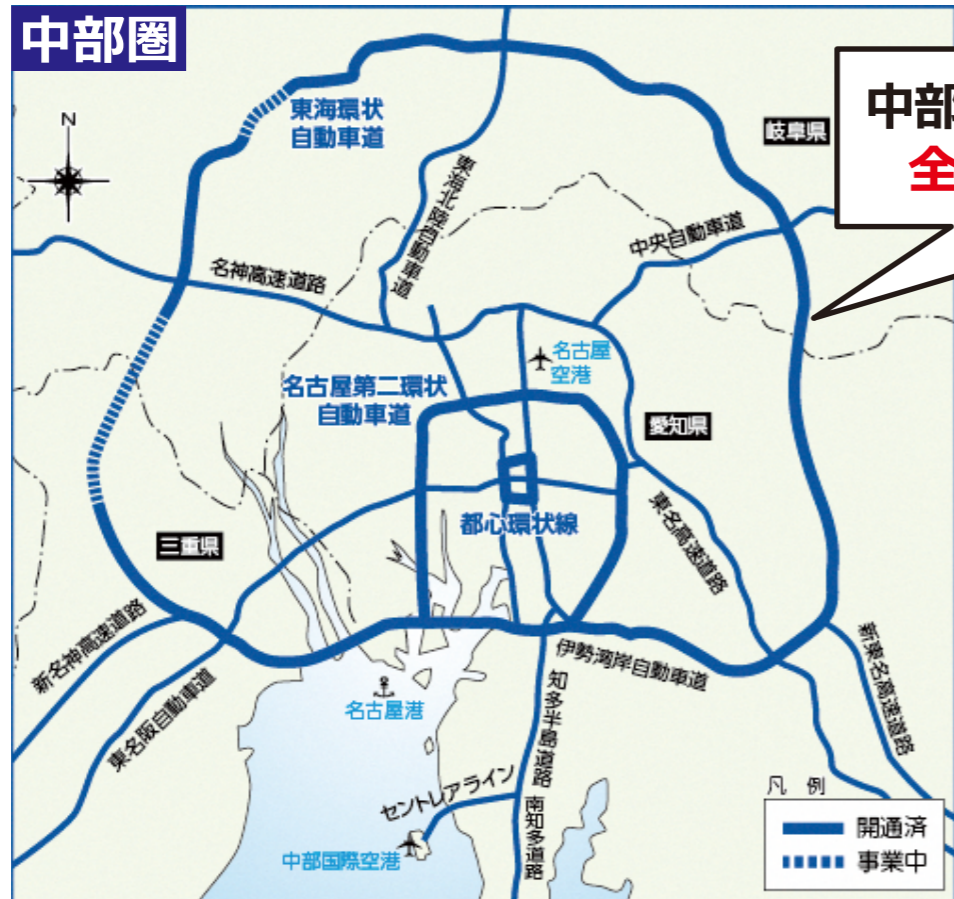 中部圏
中部
全
N
東海環状
自動車道
岐阜県
東海北陸自動車道
中央自動車道
名神高速道路
名古屋
空港
名古屋第二環状
自動車道
愛知県
都心環状線
東名高速道路
三重県
新名神高速道路
伊勢湾岸自動車道
新東名高速道路
東名阪自動車道
名古屋港
知多半島道路
セントレアライン
南知多道路
中部国際空港
凡例
開通済
事業中